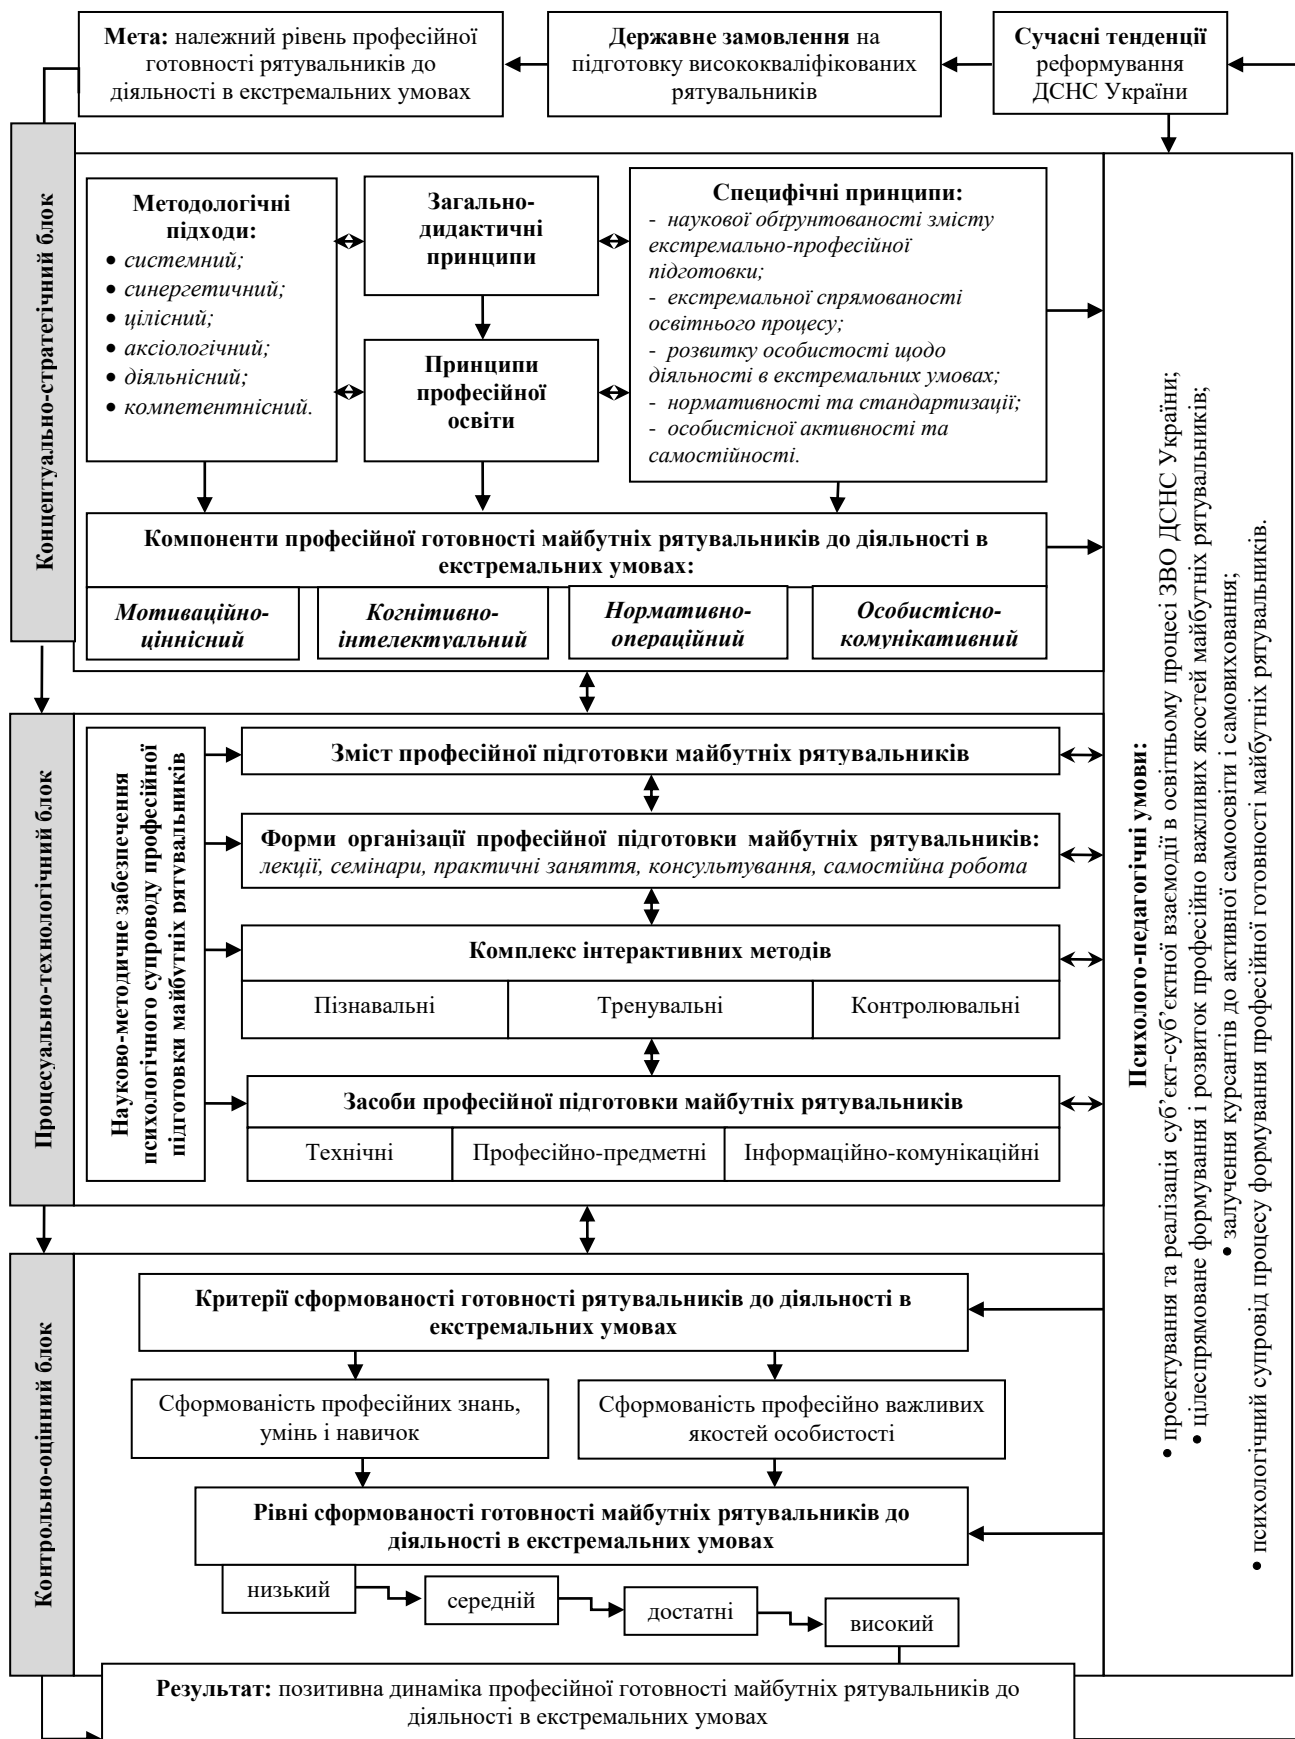 Мета: належний рівень професійної
готовності рятувальників до
діяльності в екстремальних умовах
Державне замовлення на
підготовку висококваліфікованих
рятувальників
Сучасні тенденції
реформування
ДСНС України
Концептуально-стратегічний блок
Методологічні
підходи:
• системний;
• синергетичний;
• цілісний;
• аксіологічний;
• діяльнісний;
• компетентнісний.
Загально-
дидактичні
принципи
Принципи
професійної
освіти
Специфічні принципи:
- наукової обґрунтованості змісту
екстремально-професійної
підготовки;
- екстремальної спрямованості
освітнього процесу;
- розвитку особистості щодо
діяльності в екстремальних умовах;
- нормативності та стандартизації;
- особистісної активності та
самостійності.
Компоненти професійної готовності майбутніх рятувальників до діяльності в
екстремальних умовах:
Мотиваційно-
ціннісний
Когнітивно-
інтелектуальний
Нормативно-
операційний
Особистісно-
комунікативний
Процесуально-технологічний блок
Науково-методичне забезпечення
психологічного супроводу професійної
підготовки майбутніх рятувальників
Зміст професійної підготовки майбутніх рятувальників
Форми організації професійної підготовки майбутніх рятувальників:
лекції, семінари, практичні заняття, консультування, самостійна робота
Комплекс інтерактивних методів
Пізнавальні
Тренувальні
Контролювальні
Засоби професійної підготовки майбутніх рятувальників
Технічні
Професійно-предметні
Інформаційно-комунікаційні
Контрольно-оцінний блок
Критерії сформованості готовності рятувальників до діяльності в
екстремальних умовах
Сформованість професійних знань,
умінь і навичок
Сформованість професійно важливих
якостей особистості
Рівні сформованості готовності майбутніх рятувальників до
діяльності в екстремальних умовах
низький
середній
достатні
високий
Результат: позитивна динаміка професійної готовності майбутніх рятувальників до
діяльності в екстремальних умовах
Психолого-педагогічні умови:
• проектування та реалізація суб’єкт-суб’єктної взаємодії в освітньому процесі ЗВО ДСНС України;
• цілеспрямоване формування і розвиток професійно важливих якостей майбутніх рятувальників;
• залучення курсантів до активної самоосвіти і самовиховання;
• психологічний супровід процесу формування професійної готовності майбутніх рятувальників.